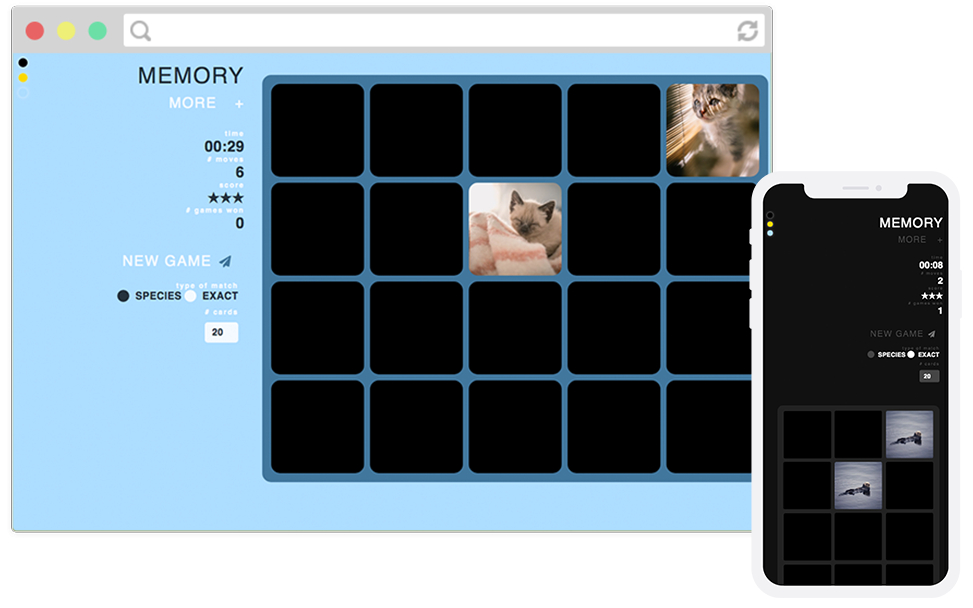 MEMORY
MORE +
time
00:29
# moves
6
score
★★★
# games won
0
NEW GAME
type of match
SPECIES EXACT
# cards
20
MEMORY
MORE +
time
00:08
# moves
2
score
★★★
# games won
1
NEW GAME
type of match
SPECIES EXACT
# cards
20